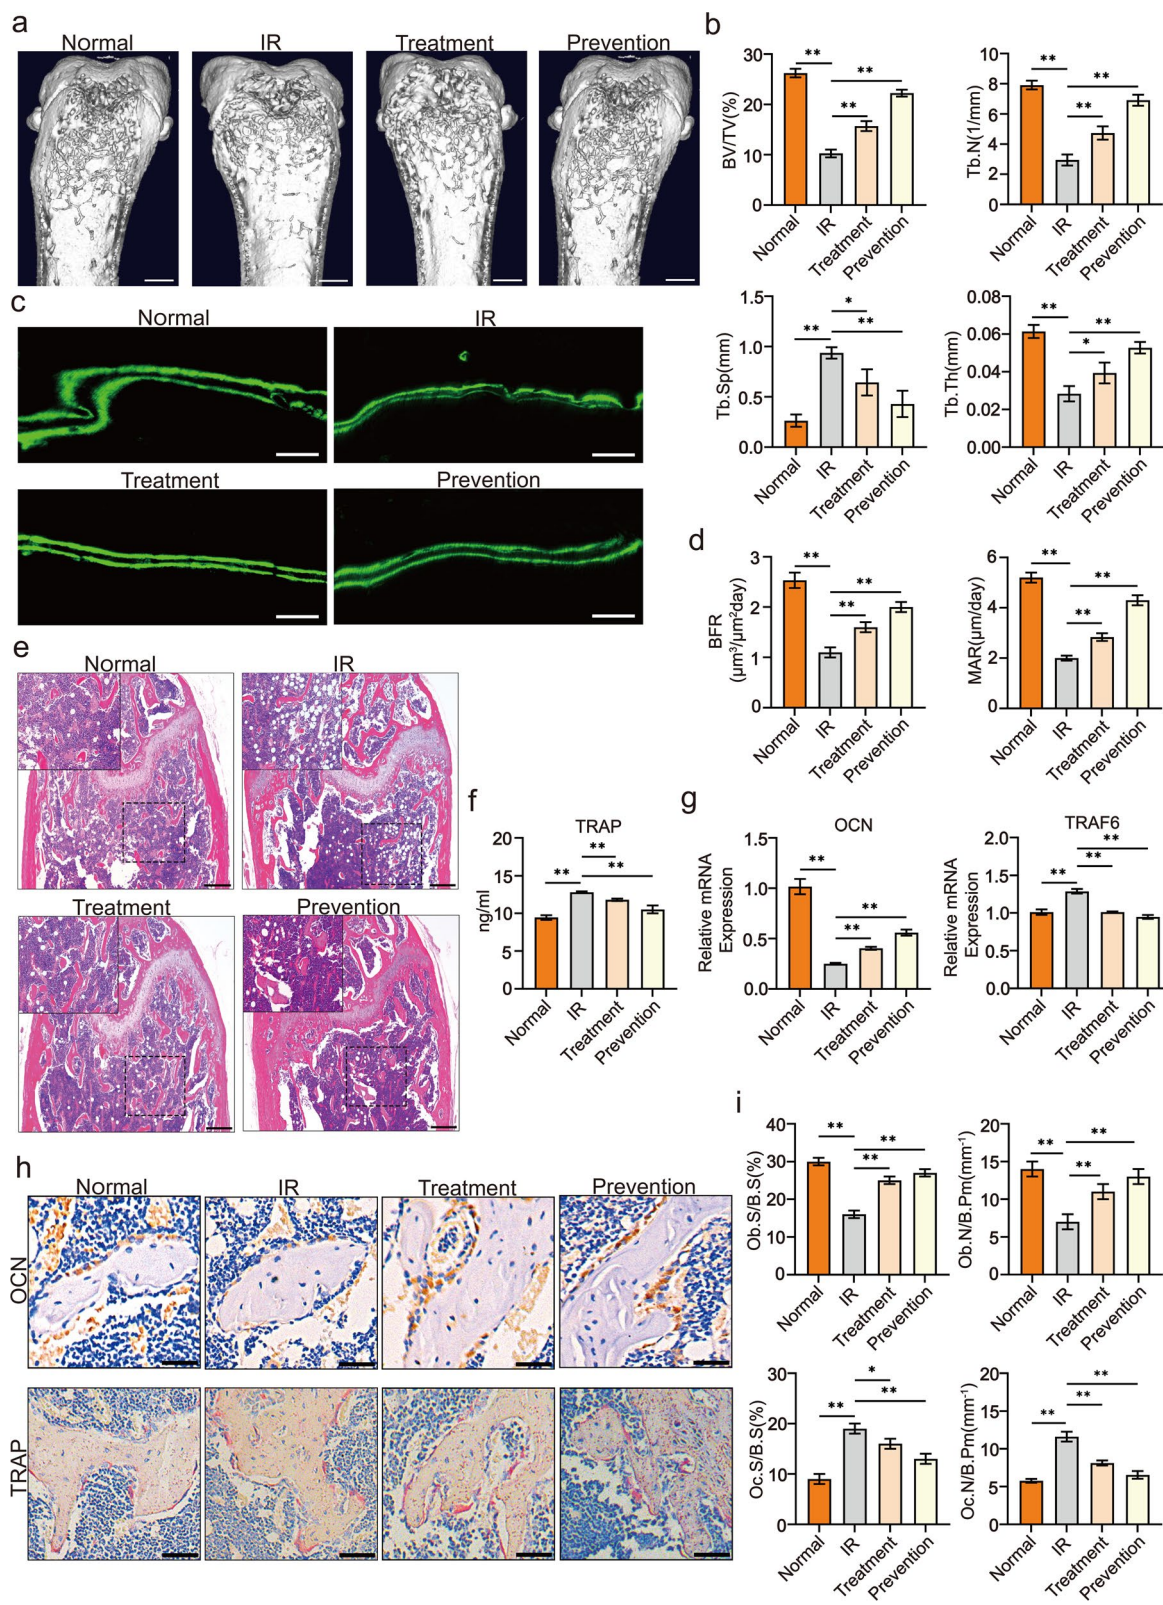 a
Normal
IR
Treatment
Prevention
b
BV/TV(%)
30
20
10
0
**
**
**
Normal
IR
Treatment
Prevention
Tb.N(1/mm)
10
8
6
4
2
0
**
**
**
Normal
IR
Treatment
Prevention
Tb.Sp(mm)
1.5
1.0
0.5
0.0
*
**
**
Normal
IR
Treatment
Prevention
Tb.Th(mm)
0.08
0.06
0.04
0.02
0.00
**
**
*
Normal
IR
Treatment
Prevention
c
Normal
IR
Treatment
Prevention
d
BFR
(μm³/μm²day)
3
2
1
0
**
**
**
Normal
IR
Treatment
Prevention
MAR(μm/day)
6
4
2
0
**
**
**
Normal
IR
Treatment
Prevention
e
Normal
IR
Treatment
Prevention
f
TRAP
ng/ml
20
15
10
5
0
**
**
**
Normal
IR
Treatment
Prevention
g
OCN
Relative mRNA
Expression
1.5
1.0
0.5
0.0
**
**
**
Normal
IR
Treatment
Prevention
TRAF6
Relative mRNA
Expression
2.0
1.5
1.0
0.5
0.0
**
**
**
Normal
IR
Treatment
Prevention
h
Normal
IR
Treatment
Prevention
OCN
TRAP
i
Ob.S/B.S(%)
40
30
20
10
0
**
**
**
Normal
IR
Treatment
Prevention
Ob.N/B.Pm(mm⁻¹)
20
15
10
5
0
**
**
**
Normal
IR
Treatment
Prevention
Oc.S/B.S(%)
30
20
10
0
*
**
**
Normal
IR
Treatment
Prevention
Oc.N/B.Pm(mm⁻¹)
20
15
10
5
0
**
**
**
Normal
IR
Treatment
Prevention